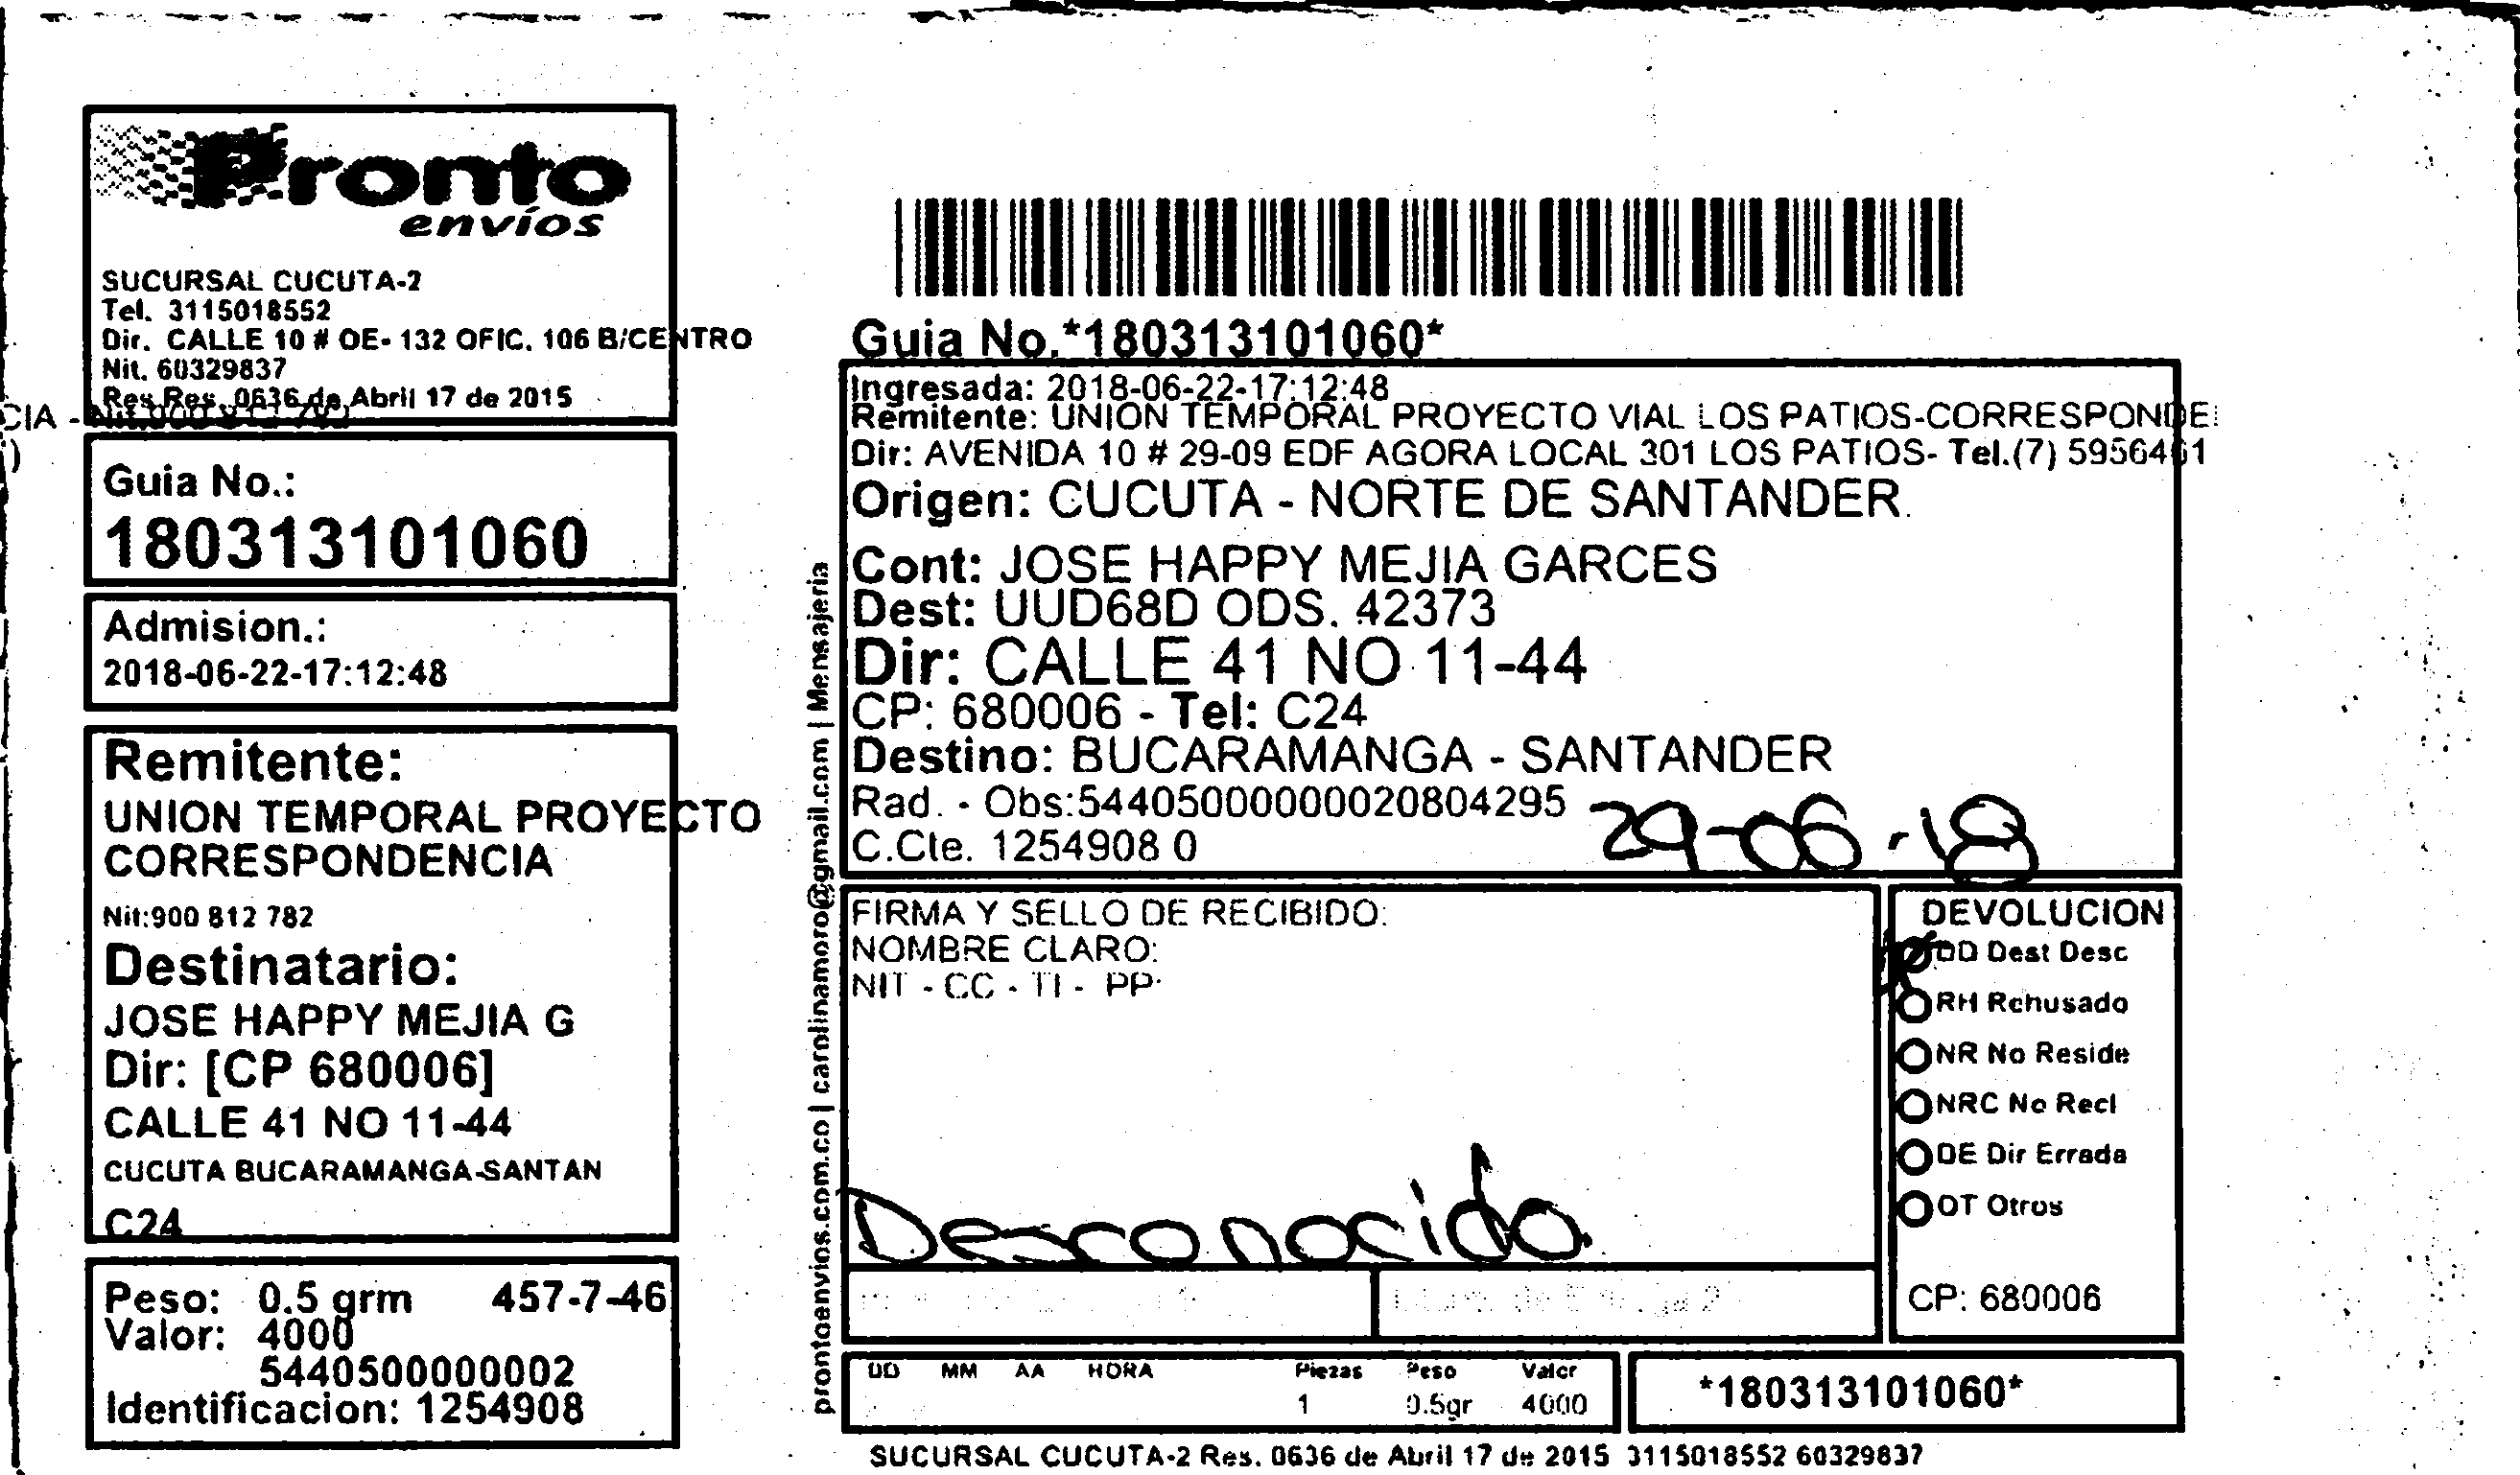 Pronto
envíos
SUCURSAL CUCUTA-2
Tel. 3115018552
Dir. CALLE 10 # OE- 132 OFIC. 106 B/CENTRO
Nit. 60329837
Res Res. 0636 de Abril 17 de 2015
CIA -
Guia No.:
180313101060
Admision.:
2018-06-22-17:12:48
Remitente:
UNION TEMPORAL PROYECTO
CORRESPONDENCIA
Nit:900 812 782
Destinatario:
JOSE HAPPY MEJIA G
Dir: [CP 680006]
CALLE 41 NO 11-44
CUCUTA BUCARAMANGA-SANTAN
C24
Peso: 0.5 grm 457-7-46
Valor: 4000
5440500000002
Identificacion: 1254908
prontoenvios.com.co | carolinamoro@gmail.com | Mensajeria
Guia No.*180313101060*
Ingresada: 2018-06-22-17:12:48
Remitente: UNION TEMPORAL PROYECTO VIAL LOS PATIOS-CORRESPONDE
Dir: AVENIDA 10 # 29-09 EDF AGORA LOCAL 301 LOS PATIOS- Tel.(7) 5956461
Origen: CUCUTA - NORTE DE SANTANDER
Cont: JOSE HAPPY MEJIA GARCES
Dest: UUD68D ODS. 42373
Dir: CALLE 41 NO 11-44
CP: 680006 - Tel: C24
Destino: BUCARAMANGA - SANTANDER
Rad. - Obs:544050000000020804295
C.Cte. 1254908 0
29-06-18
FIRMA Y SELLO DE RECIBIDO:
NOMBRE CLARO:
NIT - CC - TI - PP
Desconocido
DEVOLUCION
DD Dest Desc
RH Rehusado
NR No Reside
NRC No Recl
DE Dir Errada
OT Otros
CP: 680006
DD MM AA HORA Piezas Peso Valor
1 0.5gr 4000
*180313101060*
SUCURSAL CUCUTA-2 Res. 0636 de Abril 17 de 2015 3115018552 60329837